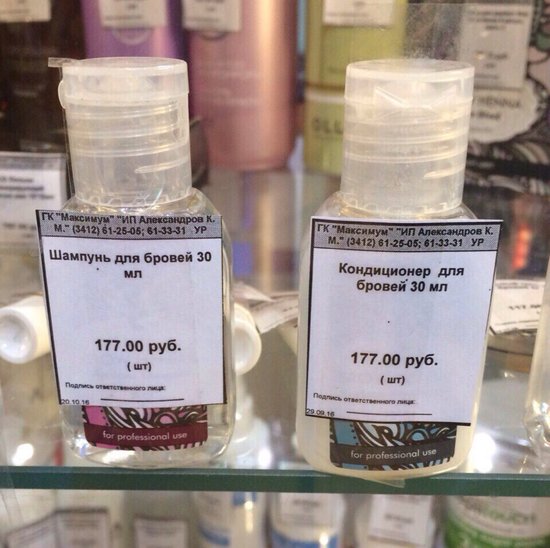 ГК "Максимум" "ИП Александров К.
М." (3412) 61-25-05; 61-33-31 УР
Шампунь для бровей 30
мл
177.00 руб.
( шт)
Подпись ответственного лица:
20.10.16
for professional use
ГК "Максимум" "ИП Александров К.
М." (3412) 61-25-05; 61-33-31 УР
Кондиционер для
бровей 30 мл
177.00 руб.
( шт)
Подпись ответственного лица:
29.09.16
for professional use